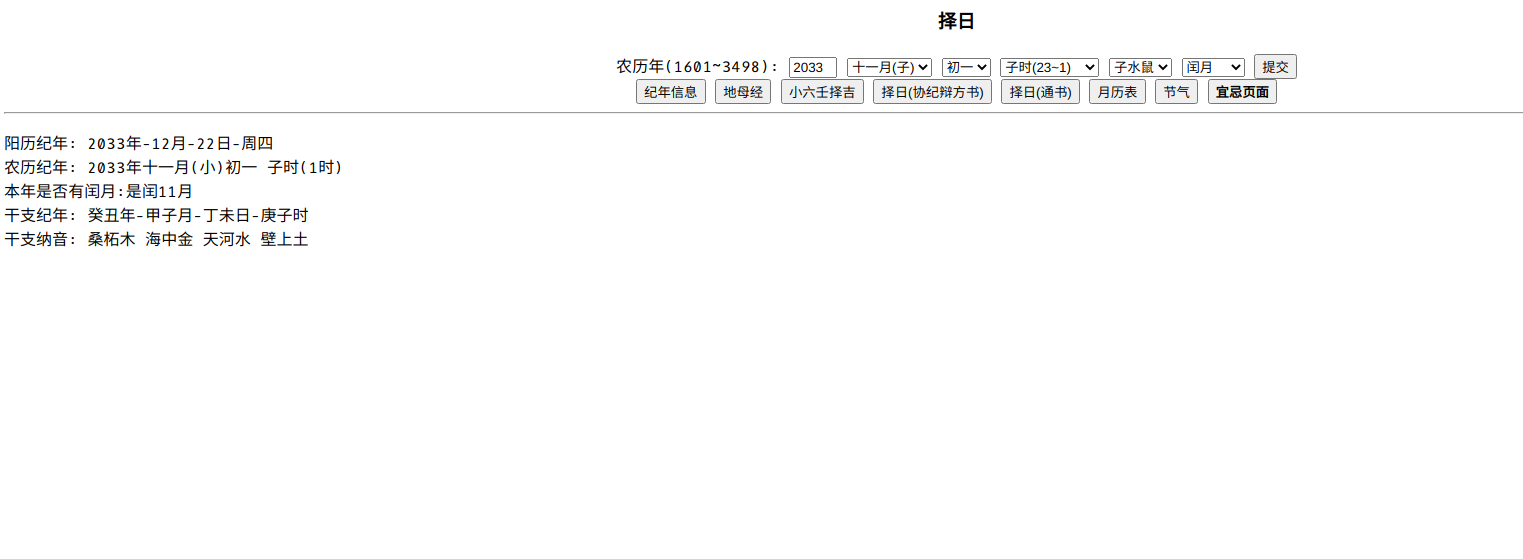 择日
农历年(1601~3498): 2033 十一月(子) 初一 子时(23~1) 子水鼠 闰月 提交
纪年信息 地母经 小六壬择吉 择日(协纪辩方书) 择日(通书) 月历表 节气 宜忌页面
阳历纪年: 2033年-12月-22日-周四
农历纪年: 2033年十一月(小)初一 子时(1时)
本年是否有闰月:是闰11月
干支纪年: 癸丑年-甲子月-丁未日-庚子时
干支纳音: 桑柘木 海中金 天河水 壁上土